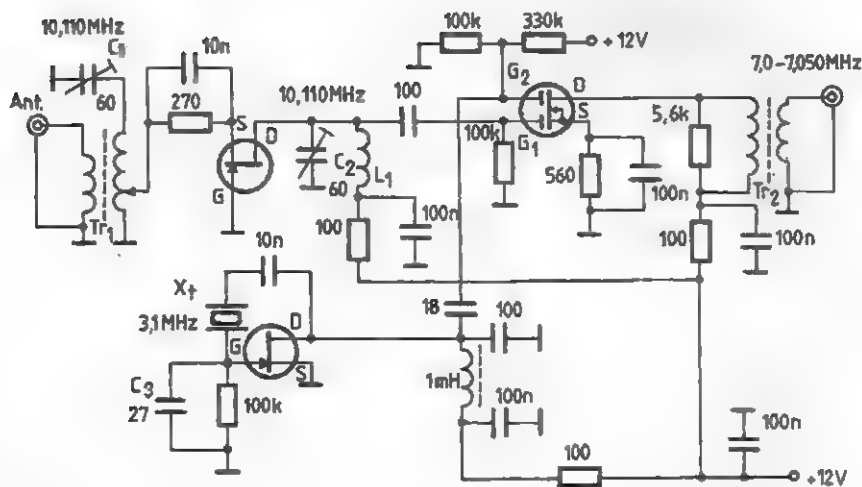 10,110MHz
C1
10n
60
Ant.
270
S
D
G
Tr1
10,110MHz
C2
60
L1
100
100n
100
100k
330k
+12V
G2
D
S
G1
100k
560
100n
7,0-7,050MHz
5,6k
Tr2
100
100n
10n
Xt
3,1MHz
D
G
S
C3
27
100k
18
100
1mH
100n
100
100n
+12V